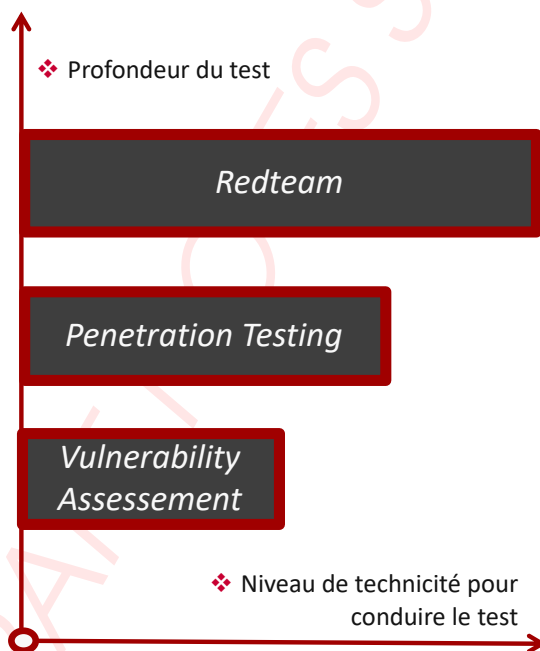 Profondeur du test
Redteam
Penetration Testing
Vulnerability
Assessement
Niveau de technicité pour
conduire le test